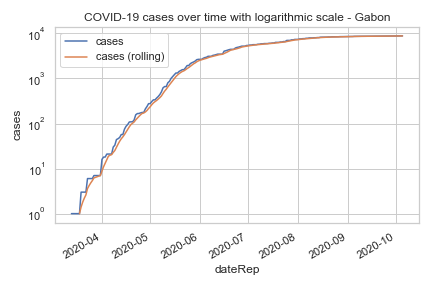 COVID-19 cases over time with logarithmic scale - Gabon
cases
cases (rolling)
10⁴
10³
10²
10¹
10⁰
cases
2020-04
2020-05
2020-06
2020-07
2020-08
2020-09
2020-10
dateRep